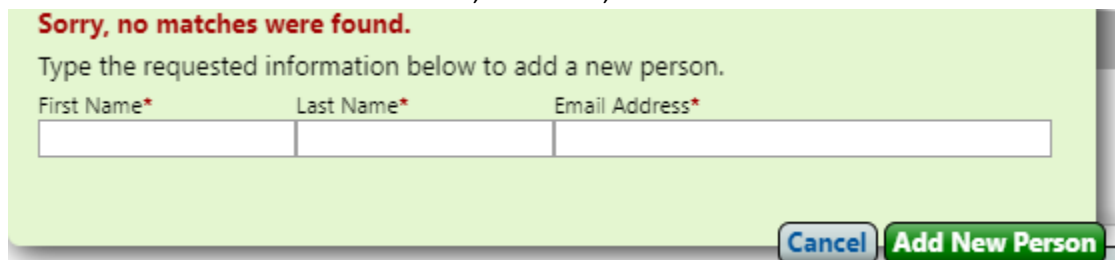 Sorry, no matches were found.
Type the requested information below to add a new person.
First Name* Last Name* Email Address*
Cancel Add New Person